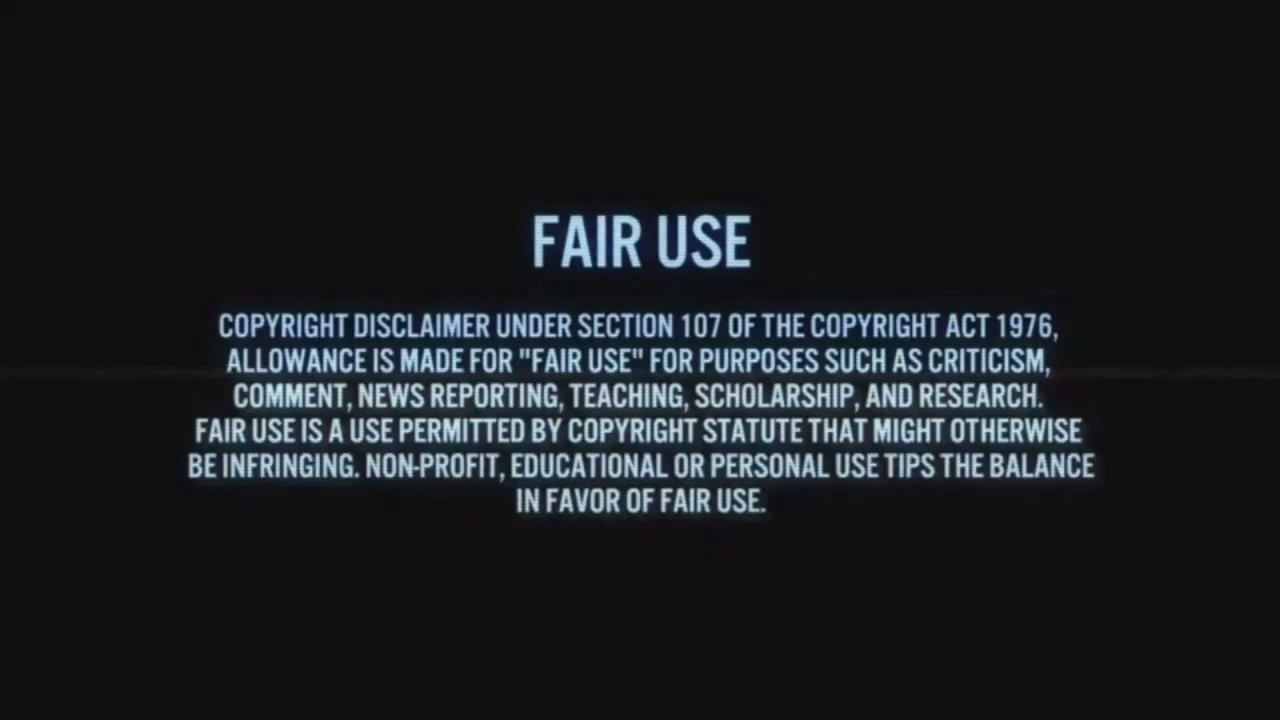 FAIR USE
COPYRIGHT DISCLAIMER UNDER SECTION 107 OF THE COPYRIGHT ACT 1976,
ALLOWANCE IS MADE FOR "FAIR USE" FOR PURPOSES SUCH AS CRITICISM,
COMMENT, NEWS REPORTING, TEACHING, SCHOLARSHIP, AND RESEARCH.
FAIR USE IS A USE PERMITTED BY COPYRIGHT STATUTE THAT MIGHT OTHERWISE
BE INFRINGING. NON-PROFIT, EDUCATIONAL OR PERSONAL USE TIPS THE BALANCE
IN FAVOR OF FAIR USE.